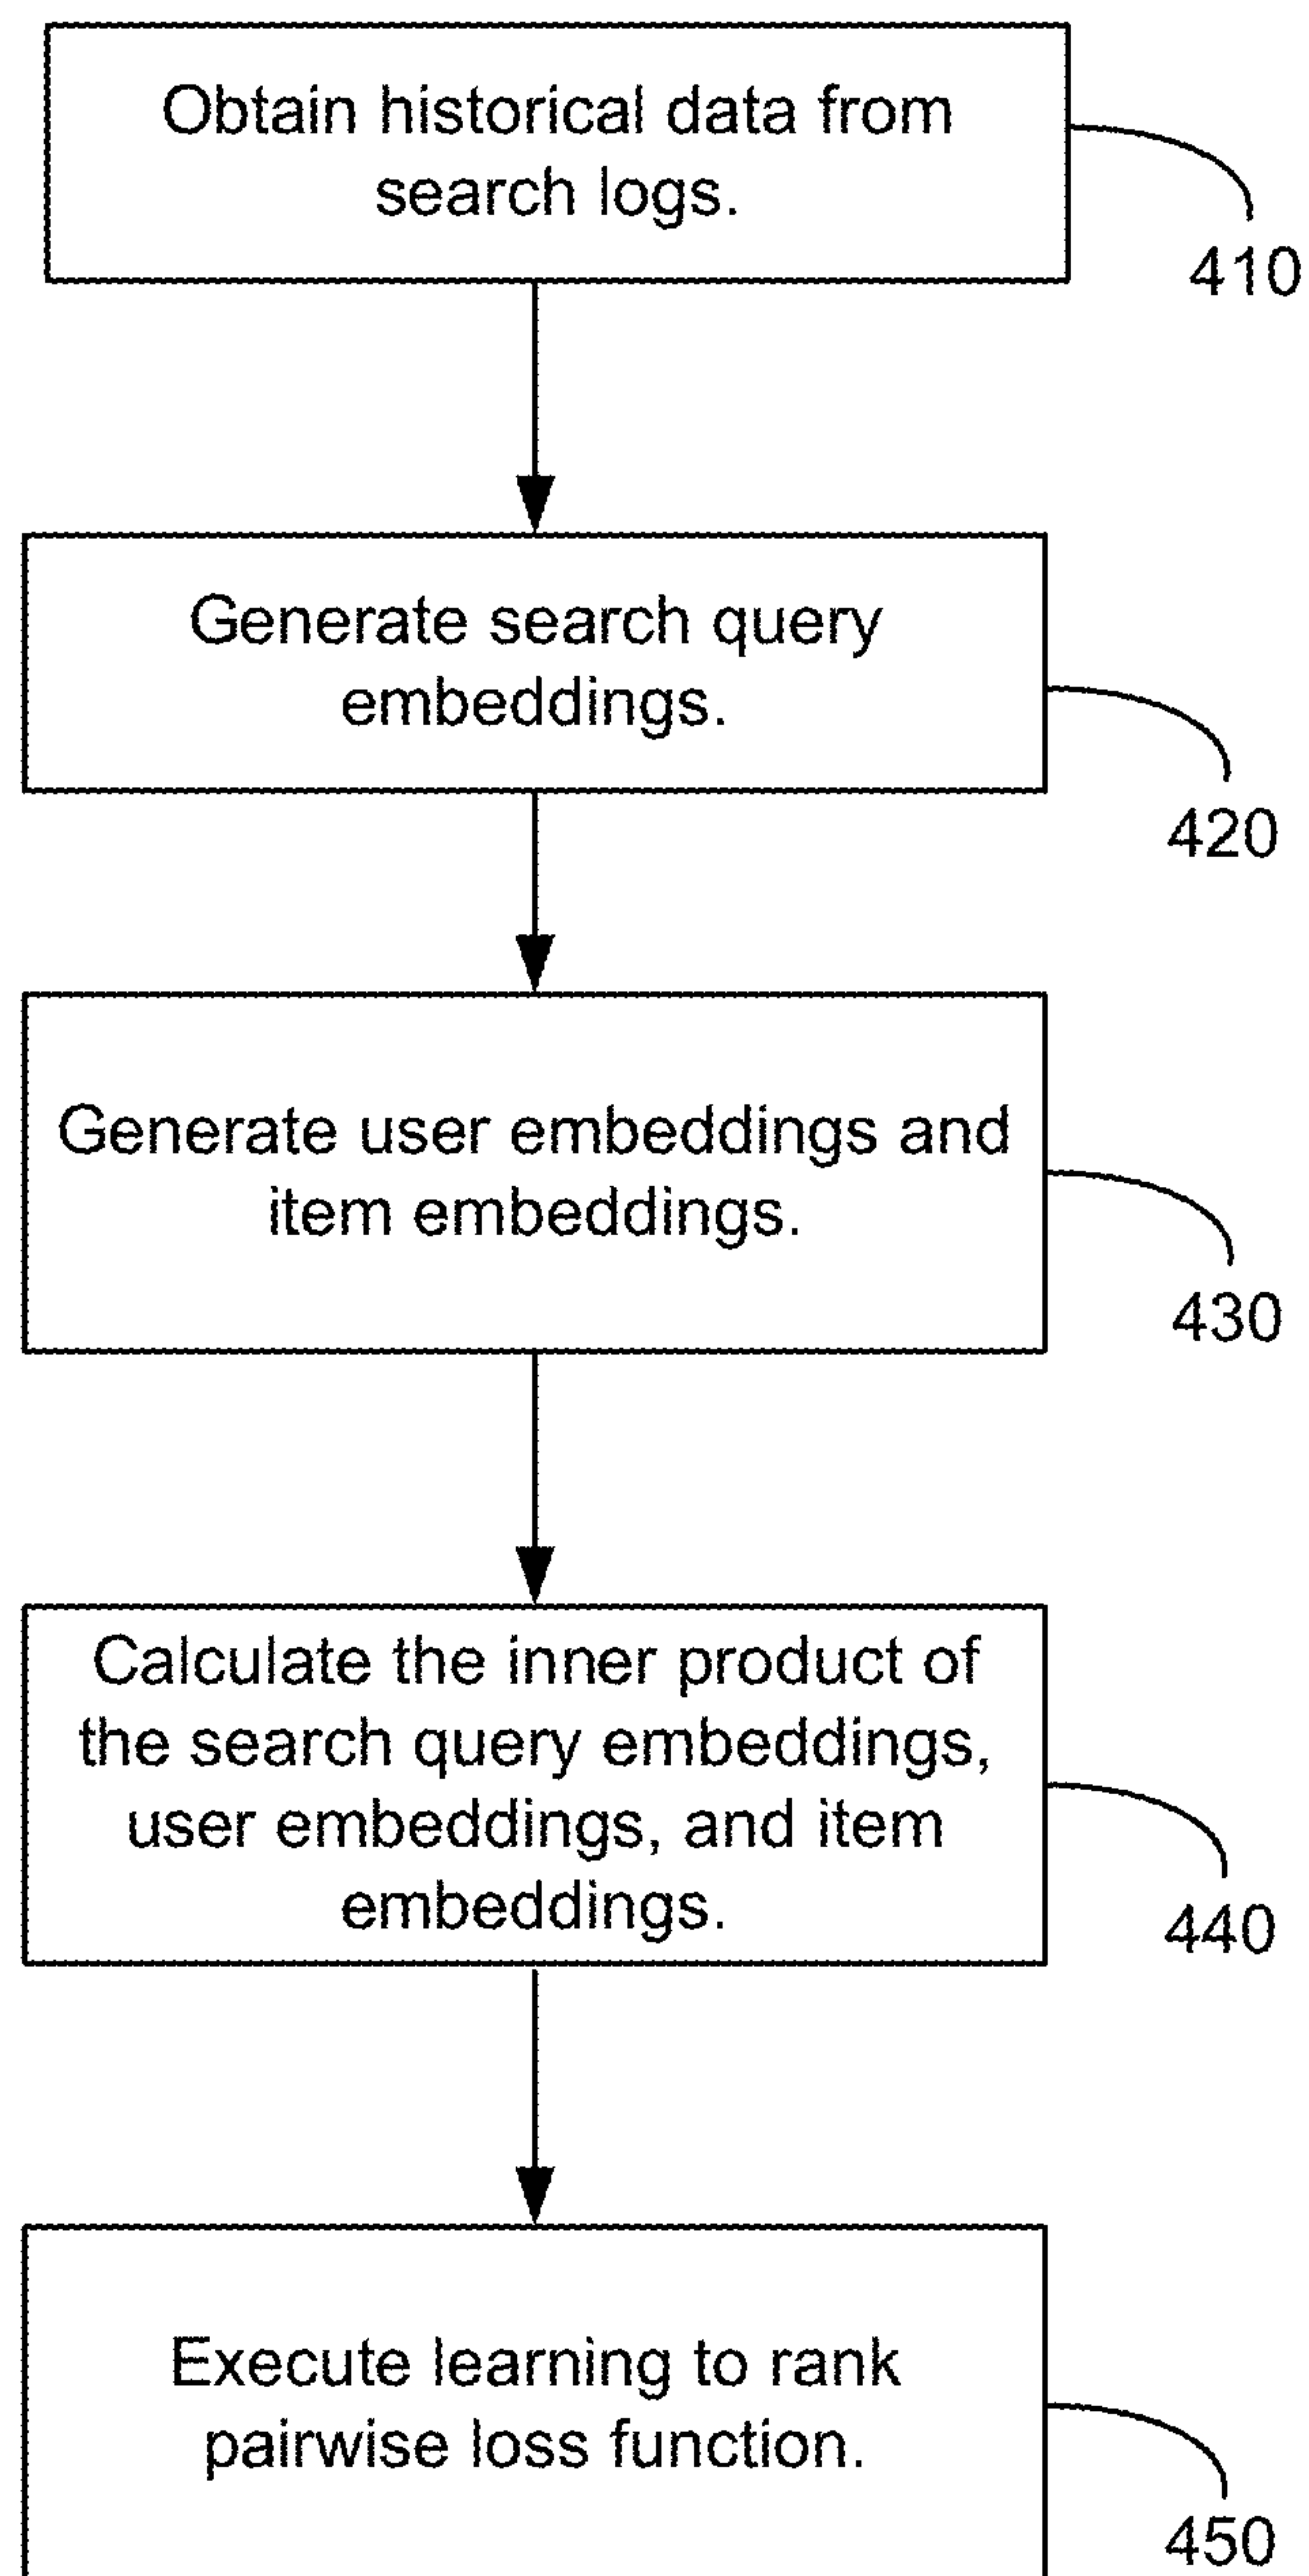 Obtain historical data from
search logs.
410
Generate search query
embeddings.
420
Generate user embeddings and
item embeddings.
430
Calculate the inner product of
the search query embeddings,
user embeddings, and item
embeddings.
440
Execute learning to rank
pairwise loss function.
450